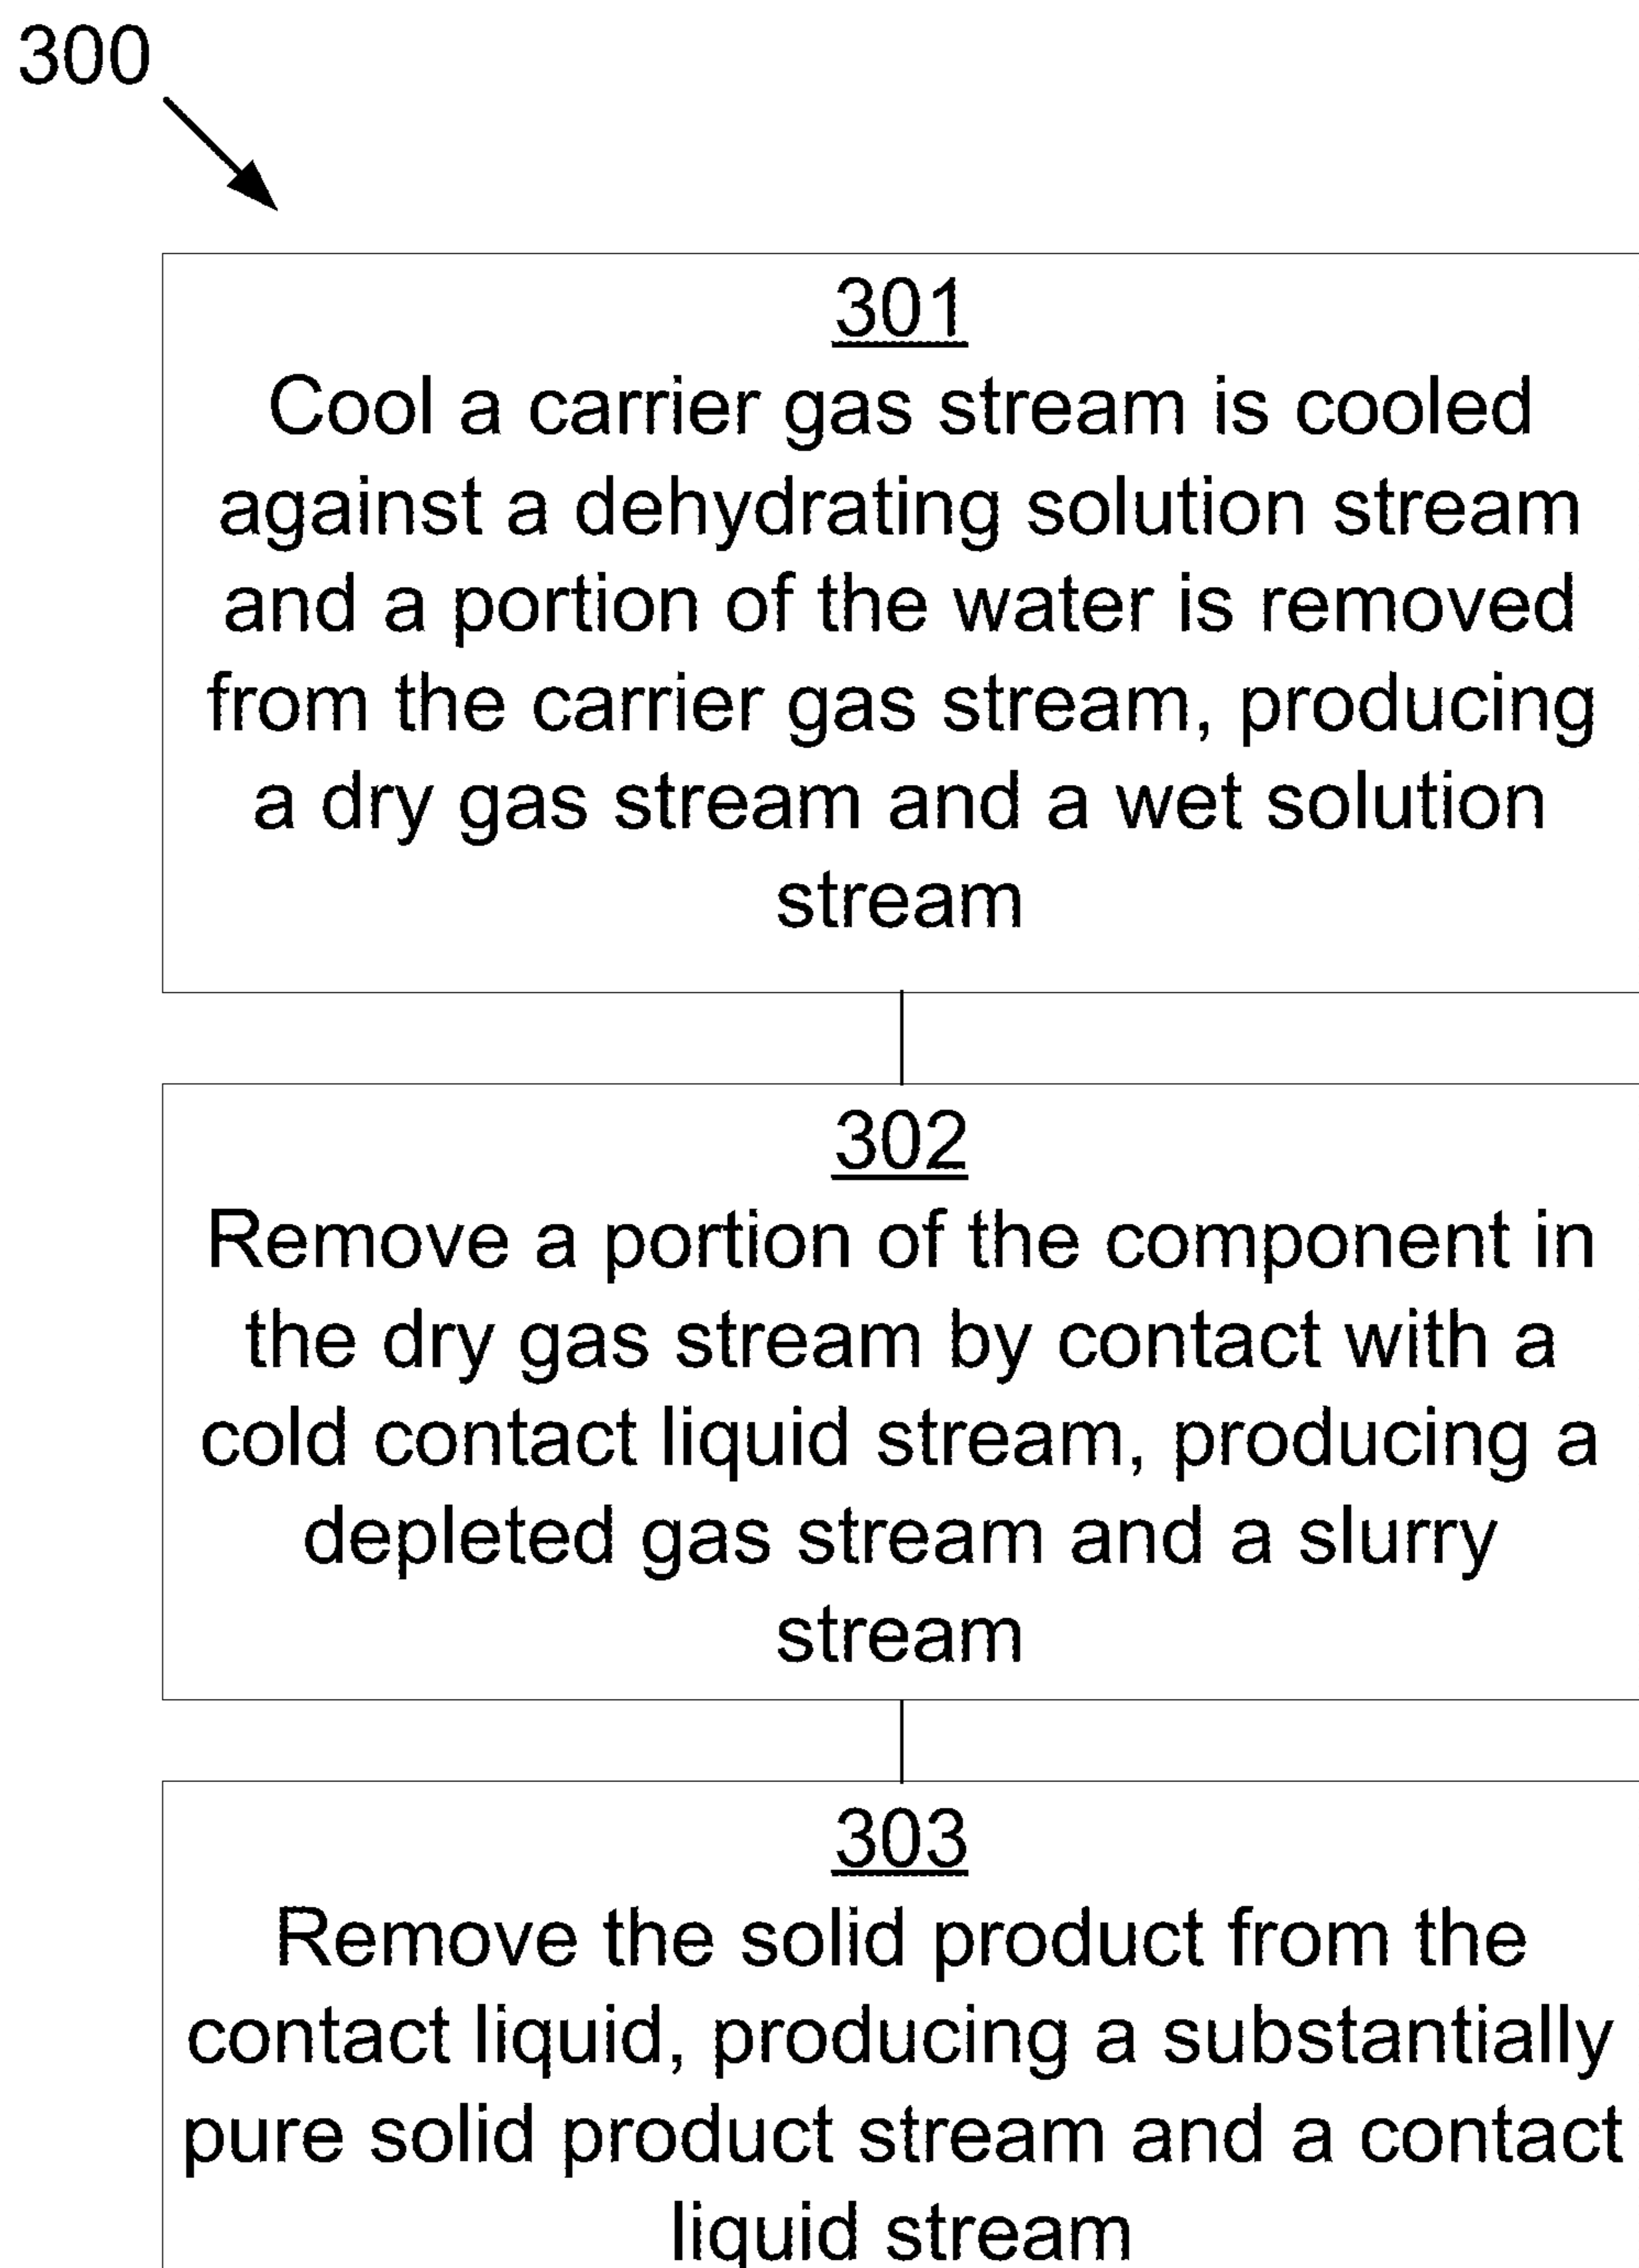 300
301
Cool a carrier gas stream is cooled
against a dehydrating solution stream
and a portion of the water is removed
from the carrier gas stream, producing
a dry gas stream and a wet solution
stream
302
Remove a portion of the component in
the dry gas stream by contact with a
cold contact liquid stream, producing a
depleted gas stream and a slurry
stream
303
Remove the solid product from the
contact liquid, producing a substantially
pure solid product stream and a contact
liquid stream